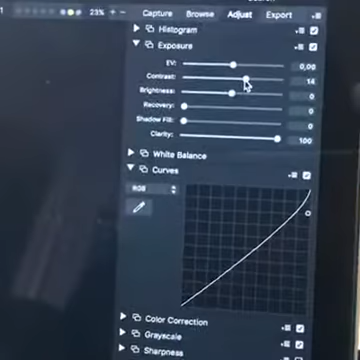 23%
Capture Browse Adjust Export
Histogram
Exposure
EV: 0,00
Contrast: 14
Brightness: 0
Recovery: 0
Shadow Fill: 0
Clarity: 100
White Balance
Curves
RGB
Color Correction
Grayscale
Sharpness